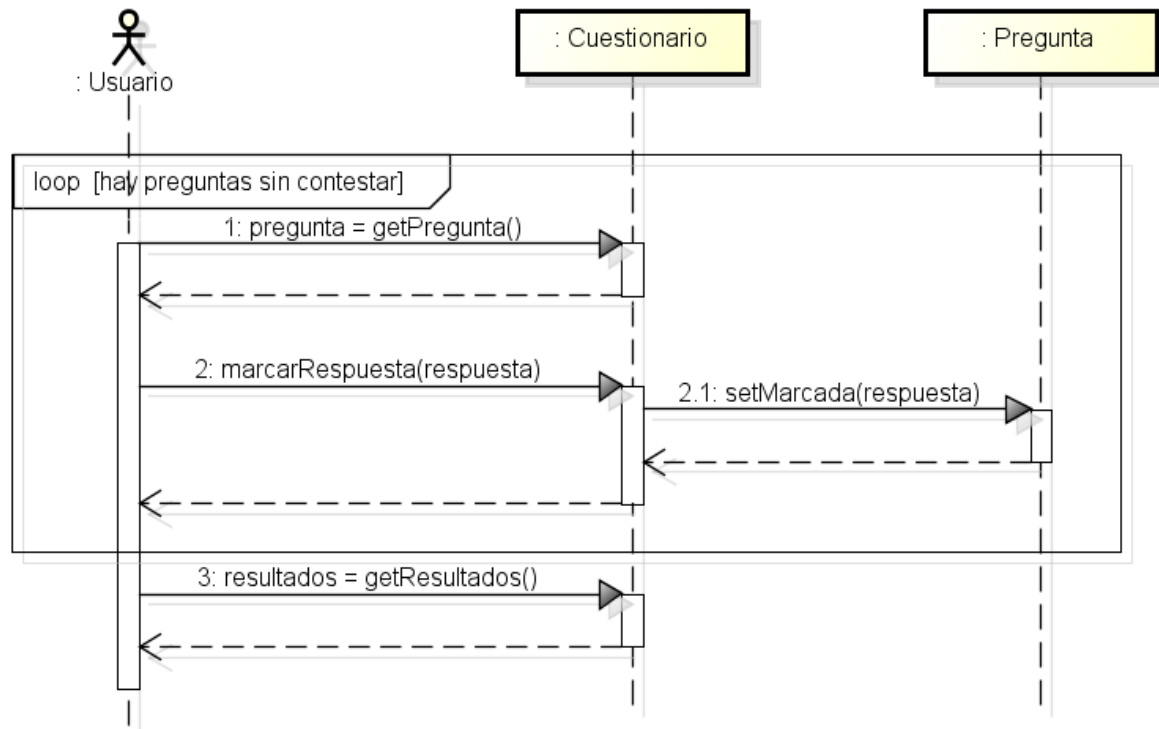 : Usuario
: Cuestionario
: Pregunta
loop [hay preguntas sin contestar]
1: pregunta = getPregunta()
2: marcarRespuesta(respuesta)
2.1: setMarcada(respuesta)
3: resultados = getResultados()